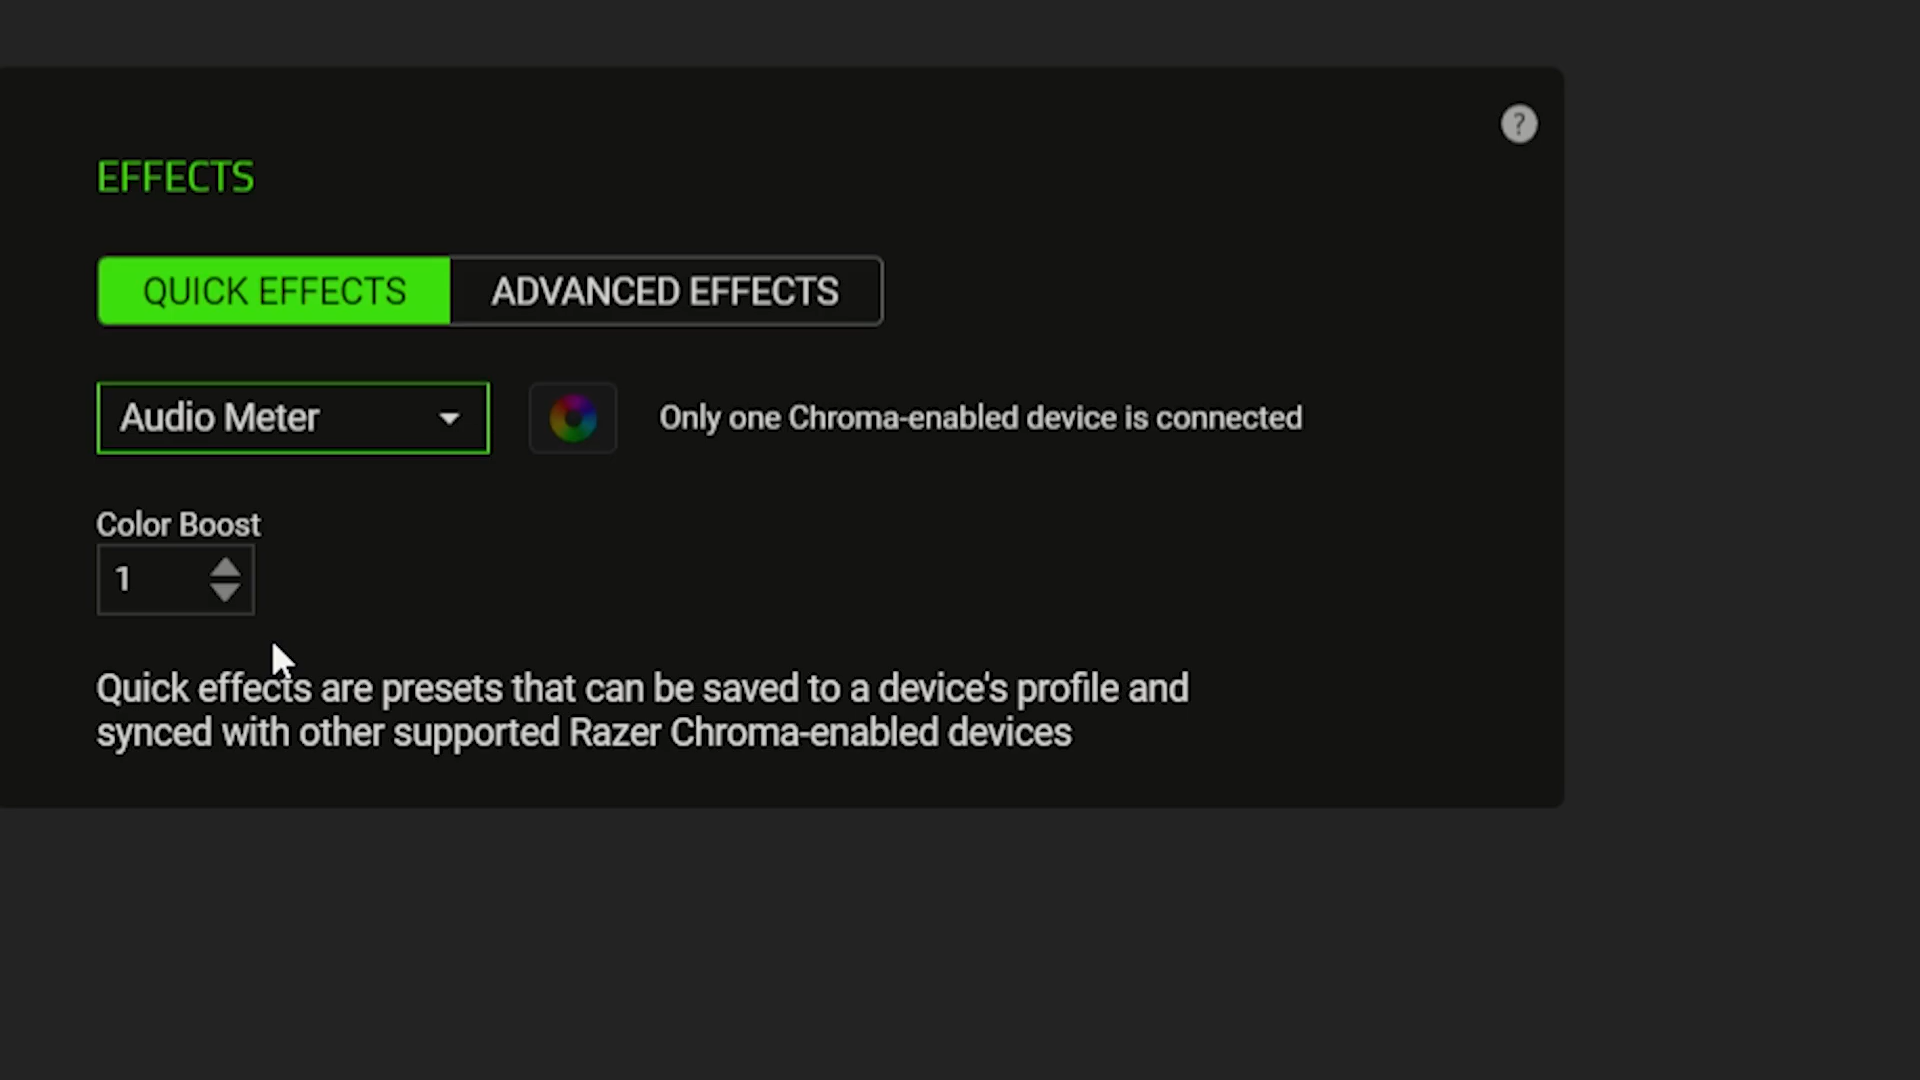 ?
EFFECTS
QUICK EFFECTS ADVANCED EFFECTS
Audio Meter Only one Chroma-enabled device is connected
Color Boost
1
Quick effects are presets that can be saved to a device's profile and
synced with other supported Razer Chroma-enabled devices